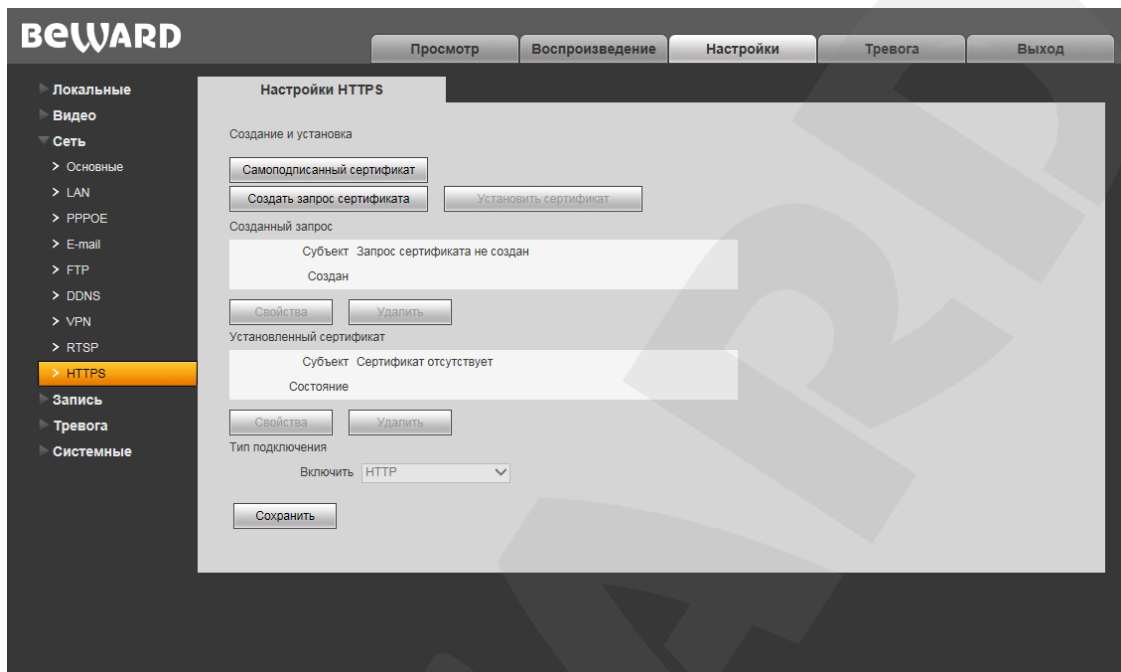 BEWARD
Просмотр Воспроизведение Настройки Тревога Выход
Локальные
Видео
Сеть
> Основные
> LAN
> PPPOE
> E-mail
> FTP
> DDNS
> VPN
> RTSP
> HTTPS
Запись
Тревога
Системные
Настройки HTTPS
Создание и установка
Самоподписанный сертификат
Создать запрос сертификата Установить сертификат
Созданный запрос
Субъект Запрос сертификата не создан
Создан
Свойства Удалить
Установленный сертификат
Субъект Сертификат отсутствует
Состояние
Свойства Удалить
Тип подключения
Включить HTTP
Сохранить